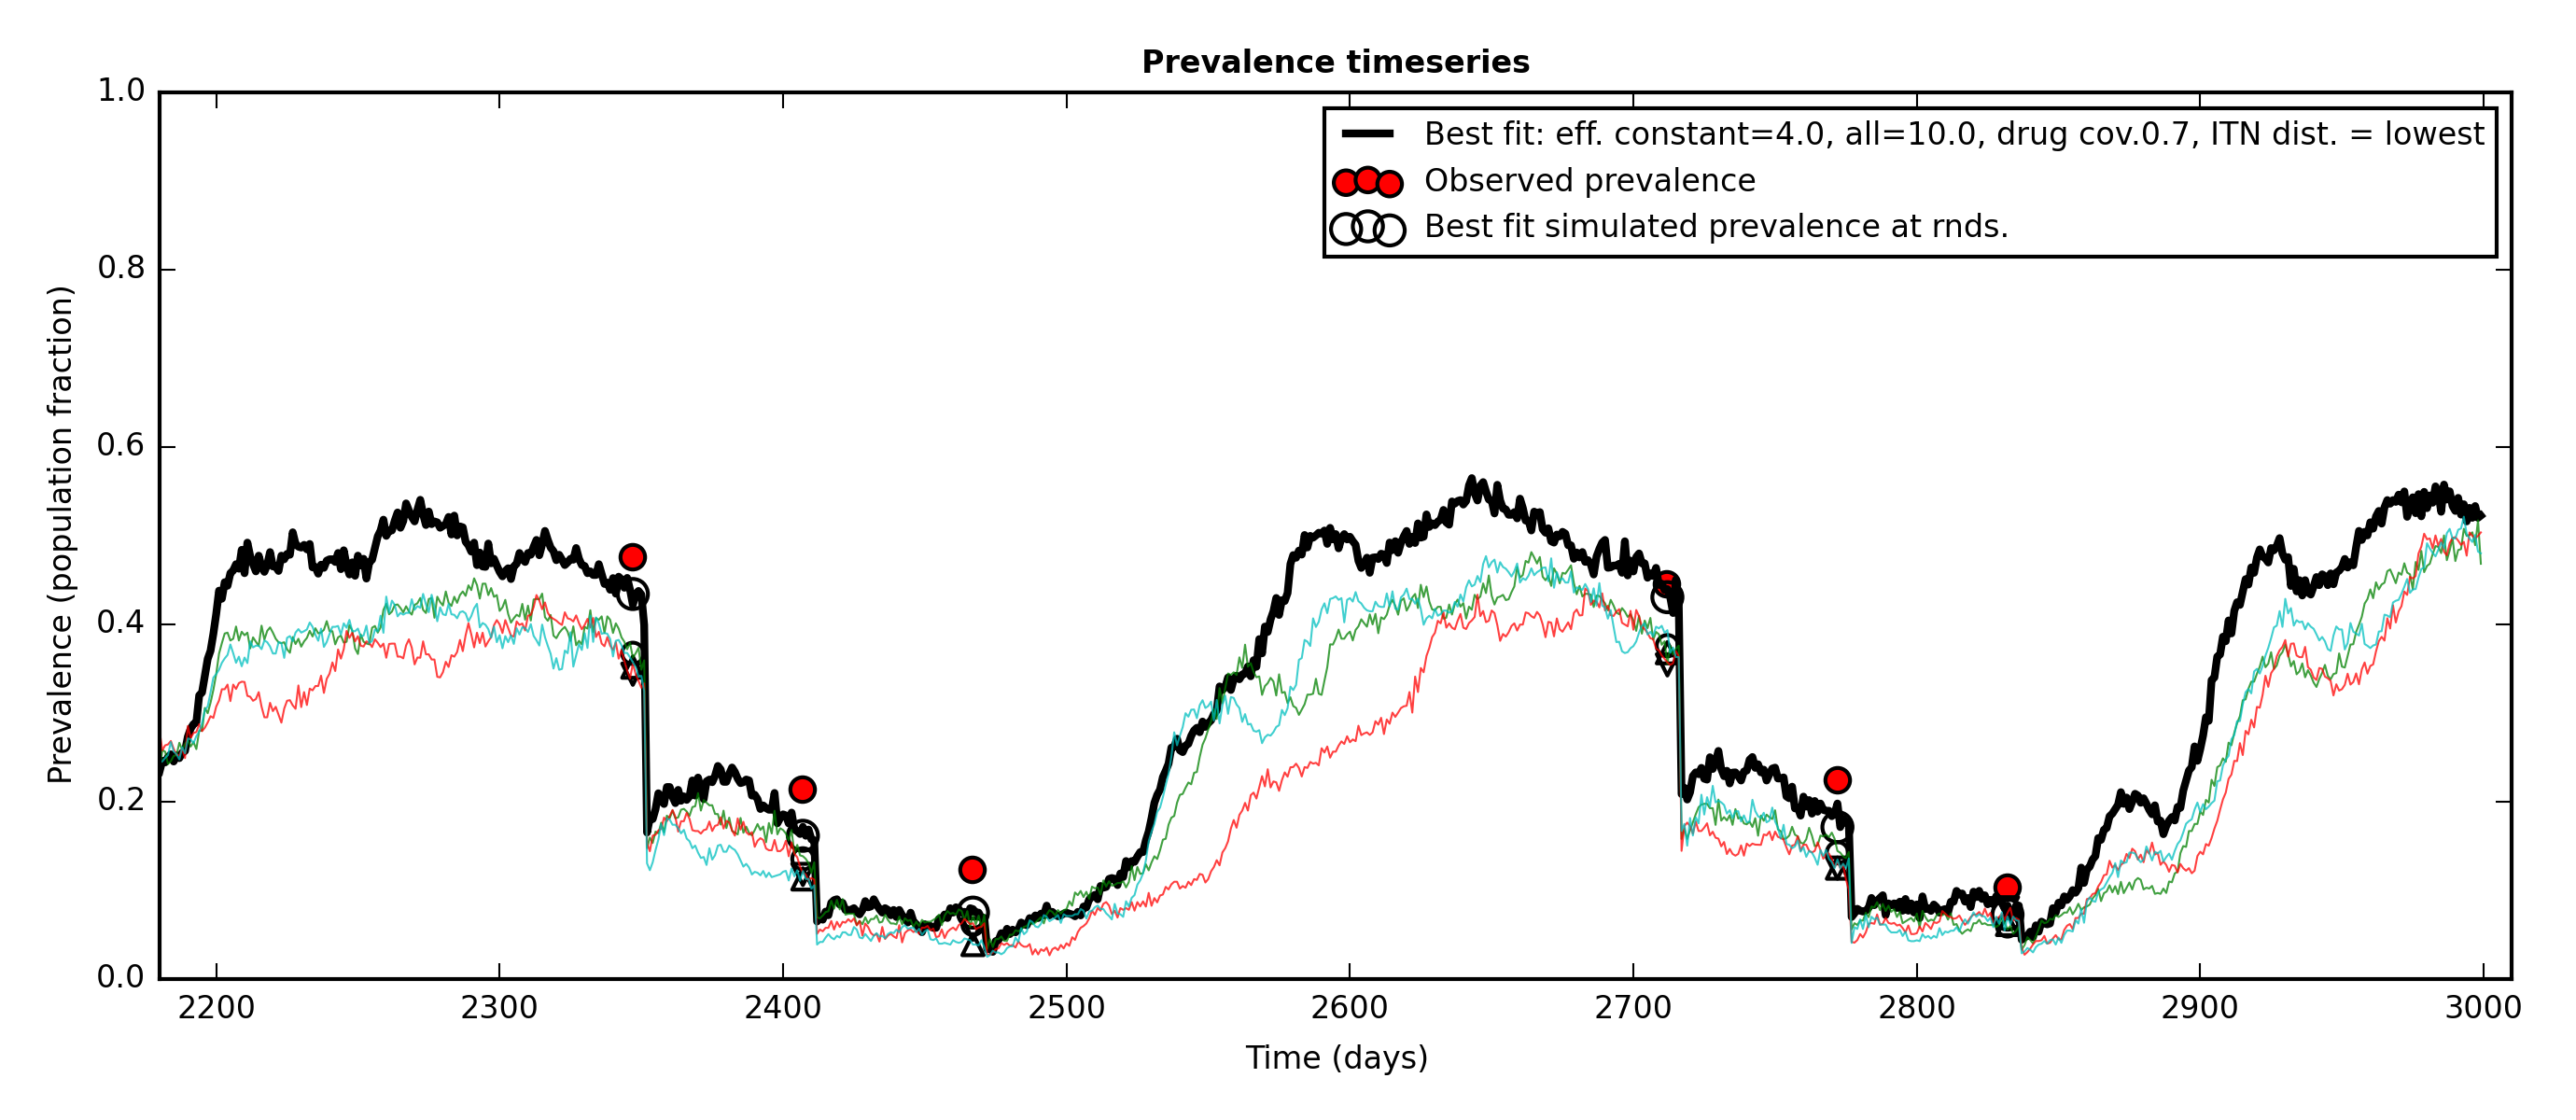 Prevalence timeseries
1.0
0.8
0.6
0.4
0.2
0.0
Prevalence (population fraction)
Best fit: eff. constant=4.0, all=10.0, drug cov.0.7, ITN dist. = lowest
Observed prevalence
Best fit simulated prevalence at rnds.
2200 2300 2400 2500 2600 2700 2800 2900 3000
Time (days)